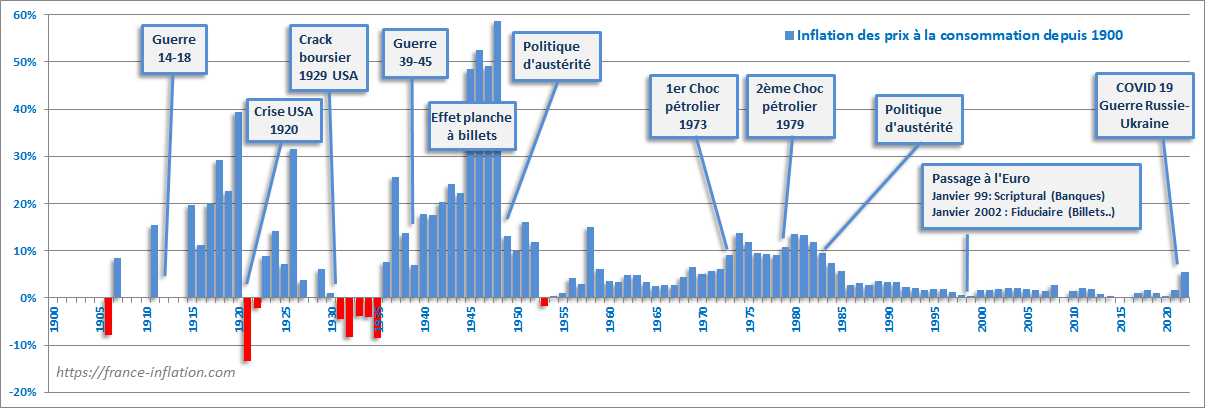 60%
50%
40%
30%
20%
10%
0%
-10%
-20%
Inflation des prix à la consommation depuis 1900
Guerre
14-18
Crise USA
1920
Crack
boursier
1929 USA
Guerre
39-45
Effet planche
à billets
Politique
d'austérité
1er Choc
pétrolier
1973
2ème Choc
pétrolier
1979
Politique
d'austérité
Passage à l'Euro
Janvier 99: Scriptural (Banques)
Janvier 2002 : Fiduciaire (Billets..)
COVID 19
Guerre Russie-
Ukraine
1900
1905
1910
1915
1920
1925
1930
1935
1940
1945
1950
1955
1960
1965
1970
1975
1980
1985
1990
1995
2000
2005
2010
2015
2020
https://france-inflation.com